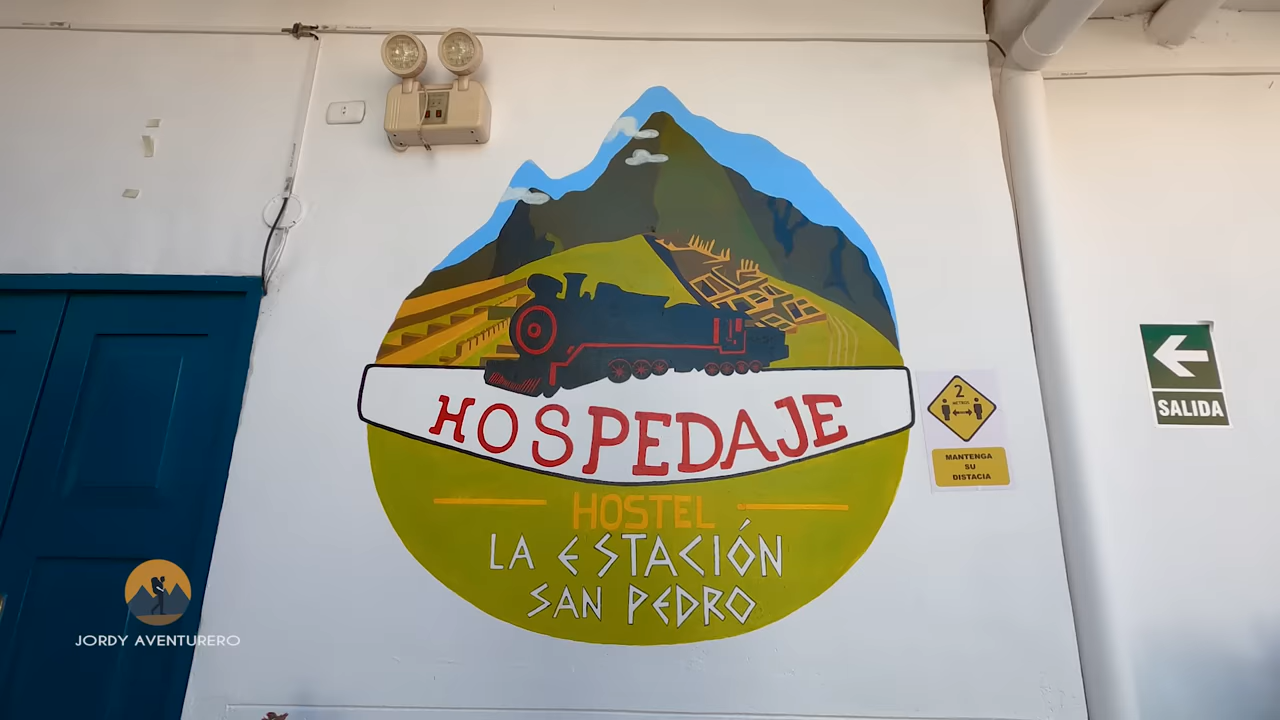 HOSPEDAJE
HOSTEL
LA ESTACIÓN
SAN PEDRO
2
METROS
MANTENGA
SU
DISTACIA
SALIDA
JORDY AVENTURERO